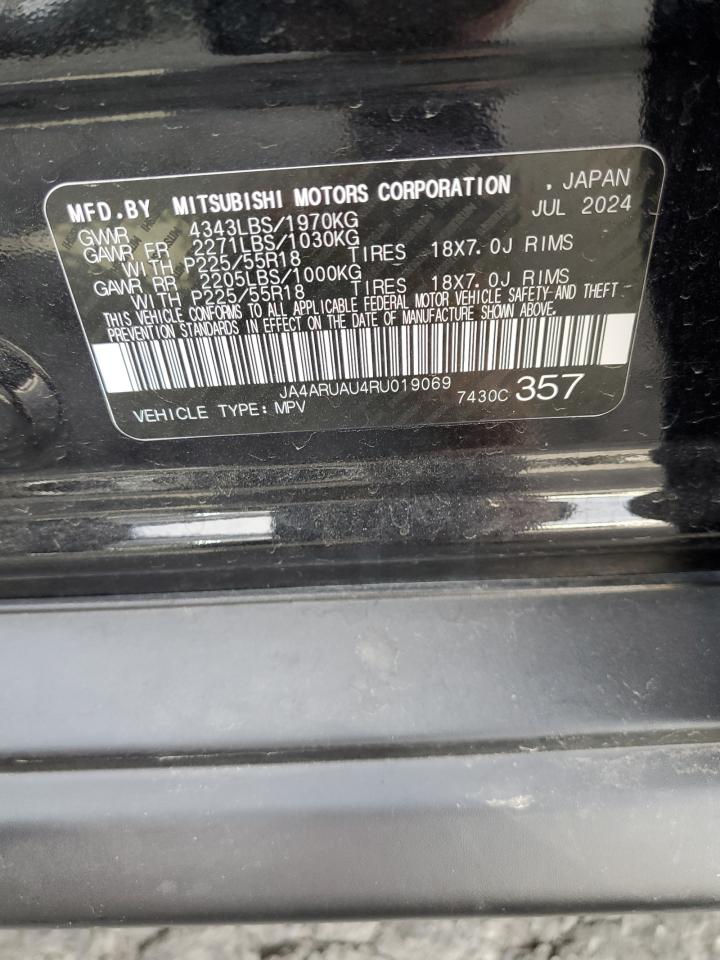 MFD.BY MITSUBISHI MOTORS CORPORATION , JAPAN
GVWR 4343LBS/1970KG JUL 2024
GAWR FR 2271LBS/1030KG
WITH P225/55R18 TIRES 18X7.0J RIMS
GAWR RR 2205LBS/1000KG
WITH P225/55R18 TIRES 18X7.0J RIMS
THIS VEHICLE CONFORMS TO ALL APPLICABLE FEDERAL MOTOR VEHICLE SAFETY AND THEFT
PREVENTION STANDARDS IN EFFECT ON THE DATE OF MANUFACTURE SHOWN ABOVE.
JA4ARUAU4RU019069
VEHICLE TYPE: MPV 7430C 357